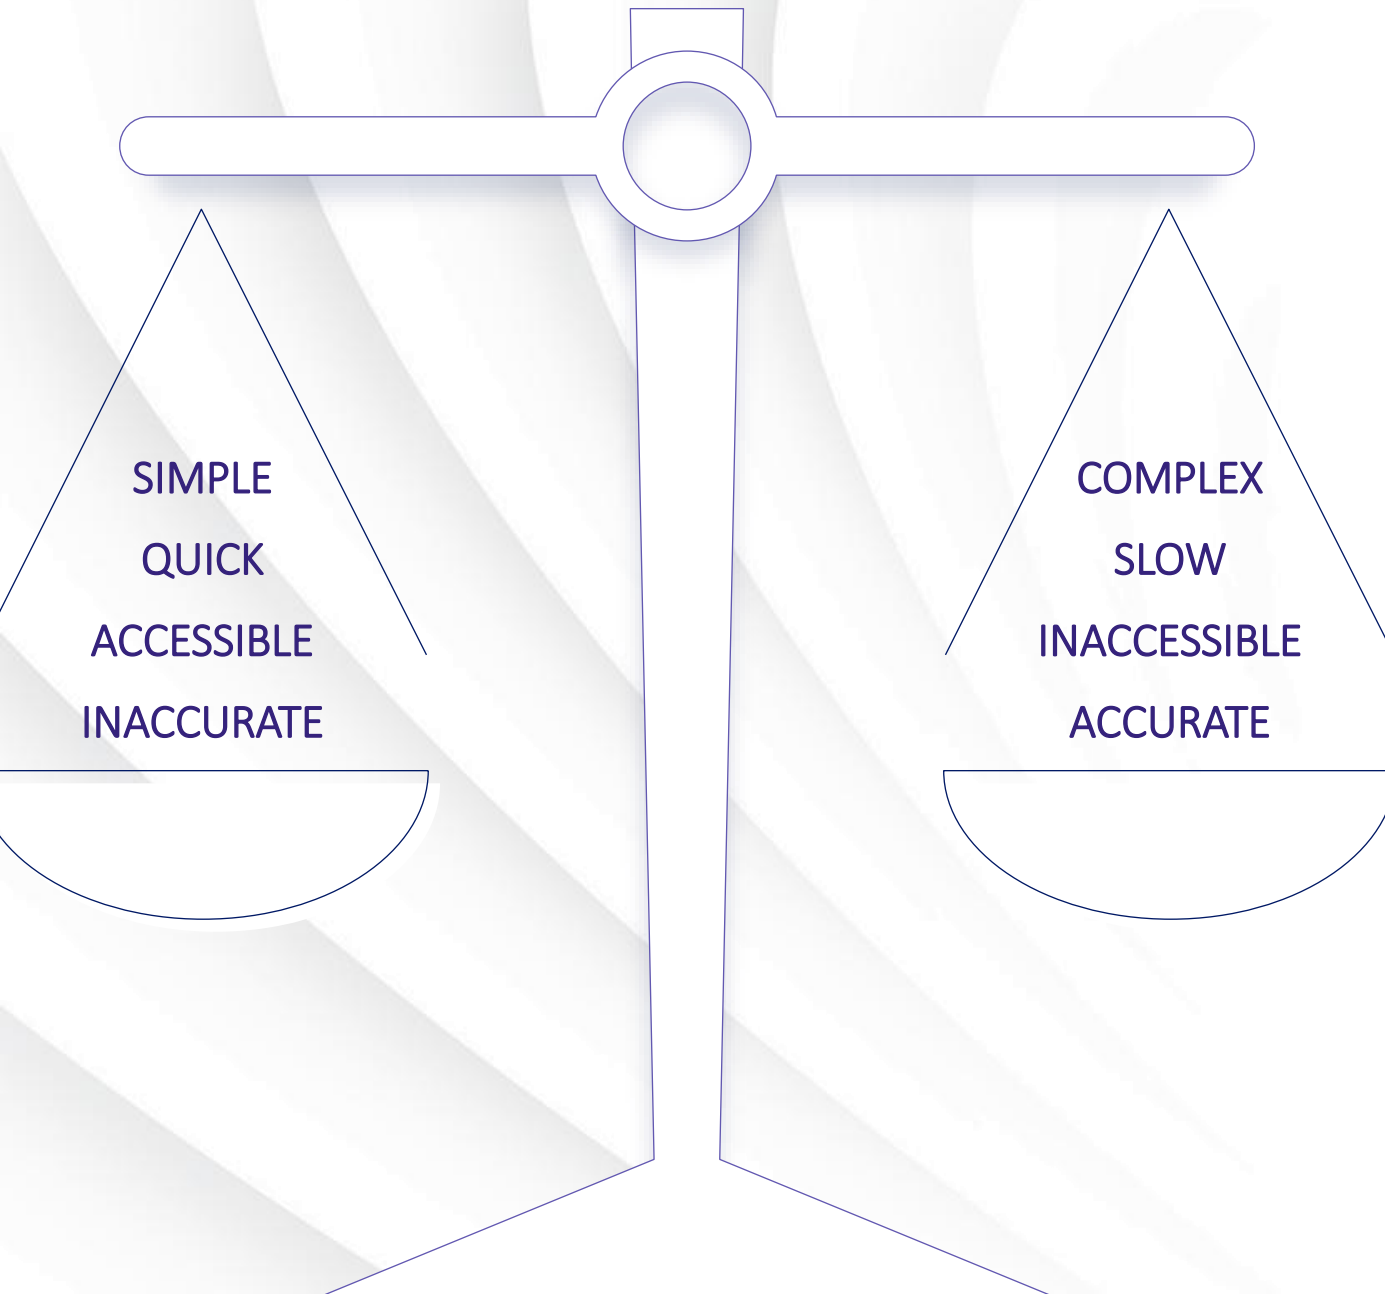 SIMPLE
QUICK
ACCESSIBLE
INACCURATE
COMPLEX
SLOW
INACCESSIBLE
ACCURATE